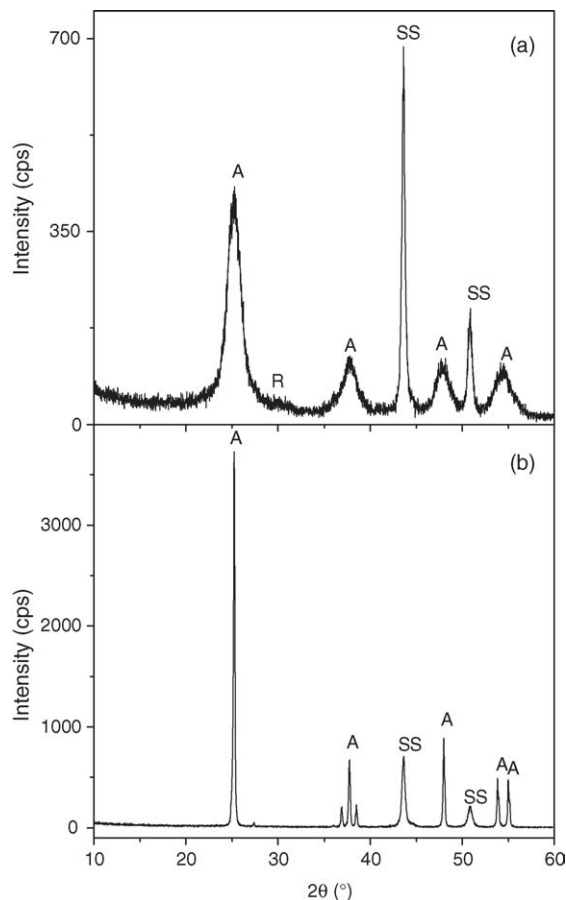 700
SS
(a)
A
350
SS
R
A
A
A
Intensity (cps)
0
A
(b)
3000
2000
A
A
SS
1000
A A
SS
Intensity (cps)
0
10 20 30 40 50 60
2θ (°)